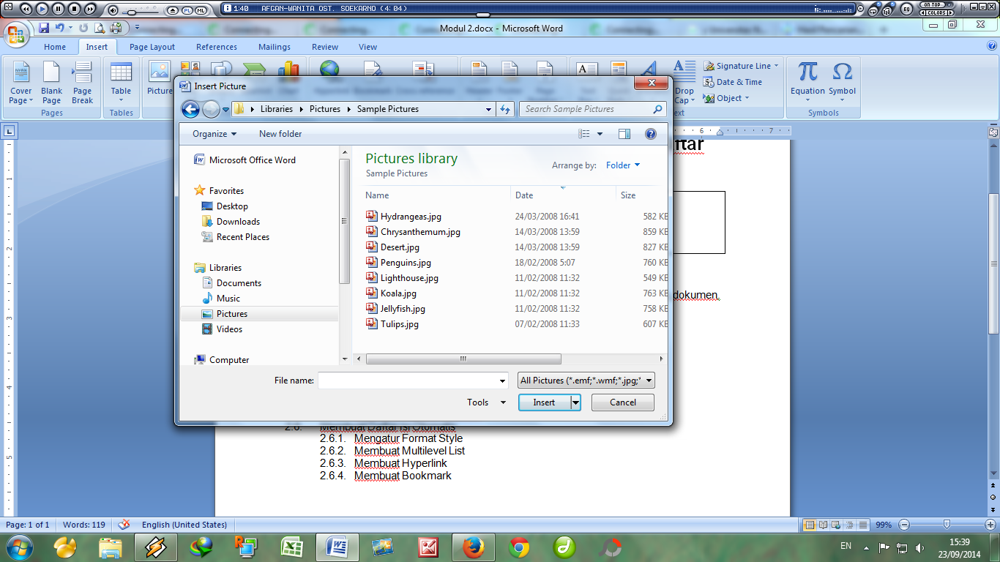 1:40 AFGAN-WANITA OST. SOEKARNO (4:04)
PL ML
EQ
ON TOP
COLORS
Modul 2.docx - Microsoft Word
Home Insert Page Layout References Mailings Review View
Cover Page
Blank Page
Page Break
Table
Picture
Drop Cap
Signature Line
Date & Time
Object
Equation
Symbol
Pages
Tables
Symbols
Insert Picture
Libraries Pictures Sample Pictures
Search Sample Pictures
Organize New folder
6 7
Microsoft Office Word
Favorites
Desktop
Downloads
Recent Places
Libraries
Documents
Music
Pictures
Videos
Computer
Pictures library
Sample Pictures
Arrange by: Folder
Name Date Size
Hydrangeas.jpg 24/03/2008 16:41 582 KB
Chrysanthemum.jpg 14/03/2008 13:59 859 KB
Desert.jpg 14/03/2008 13:59 827 KB
Penguins.jpg 18/02/2008 5:07 760 KB
Lighthouse.jpg 11/02/2008 11:32 549 KB
Koala.jpg 11/02/2008 11:32 763 KB
Jellyfish.jpg 11/02/2008 11:32 758 KB
Tulips.jpg 07/02/2008 11:33 607 KB
File name:
All Pictures (*.emf;*.wmf;*.jpg;*
Tools Insert Cancel
ftar
dokumen.
2.6. Membuat Daftar Isi Otomatis
2.6.1. Mengatur Format Style
2.6.2. Membuat Multilevel List
2.6.3. Membuat Hyperlink
2.6.4. Membuat Bookmark
Page: 1 of 1 Words: 119 English (United States) 99%
EN
15:39
23/09/2014